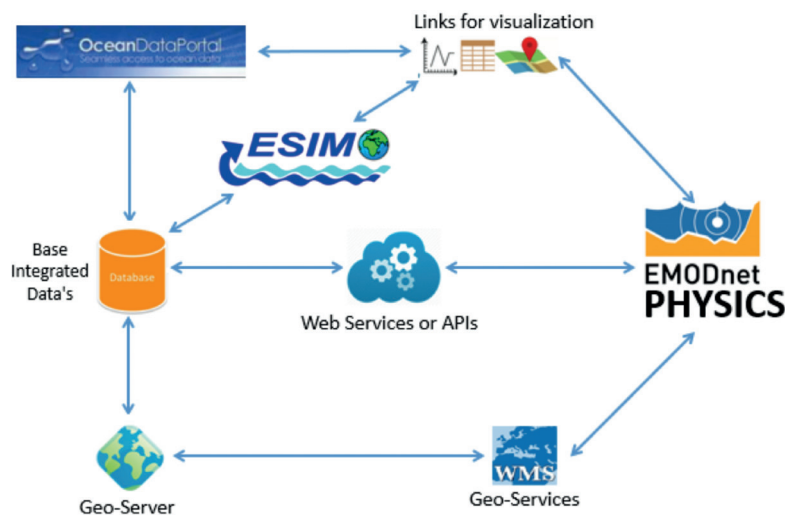 Links for visualization
OceanDataPortal
Seamless access to ocean data
ESIMO
Base
Integrated
Data's
Database
Web Services or APIs
EMODnet
PHYSICS
WMS
Geo-Server
Geo-Services